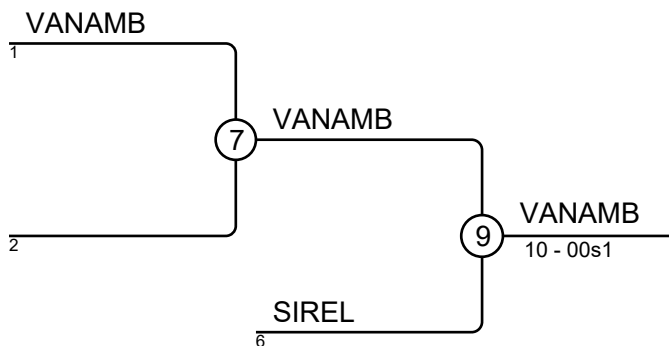 VANAMB
1
7
VANAMB
2
9
VANAMB
10 - 00s1
SIREL
6